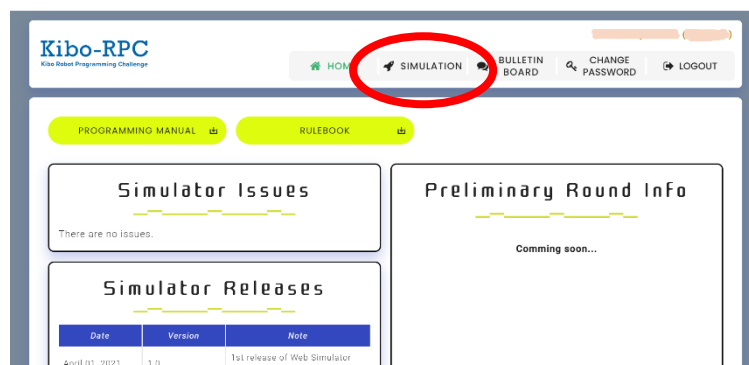 Kibo-RPC
Kibo Robot Programming Challenge
HOM
SIMULATION
BULLETIN BOARD
CHANGE PASSWORD
LOGOUT
PROGRAMMING MANUAL
RULEBOOK
Simulator Issues
There are no issues.
Preliminary Round Info
Comming soon...
Simulator Releases
Date Version Note
April 01, 2021 1.0 1st release of Web Simulator